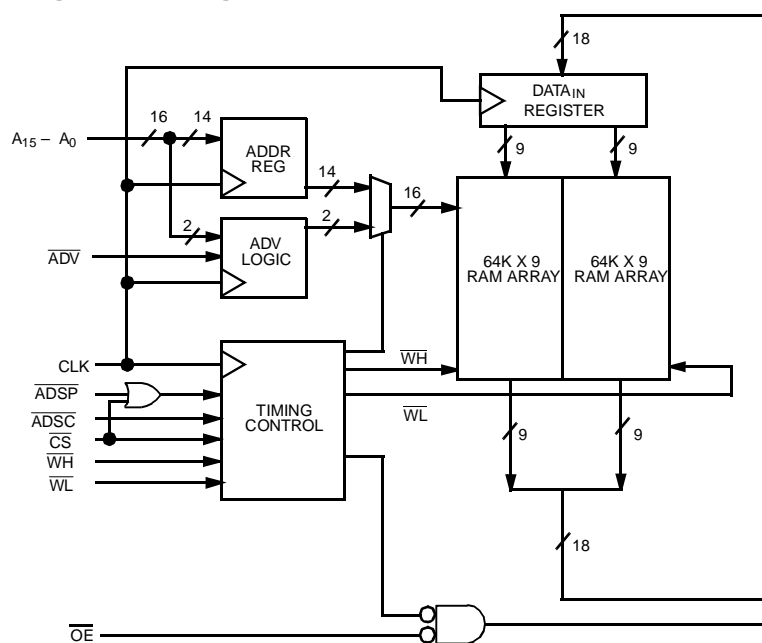 18
DATAIN
REGISTER
16
14
A15 – A0
ADDR
REG
9
9
14
16
2
2
ADV
LOGIC
ADV
64K X 9
RAM ARRAY
64K X 9
RAM ARRAY
CLK
WH
ADSP
TIMING
CONTROL
WL
ADSC
CS
9
9
WH
WL
18
OE